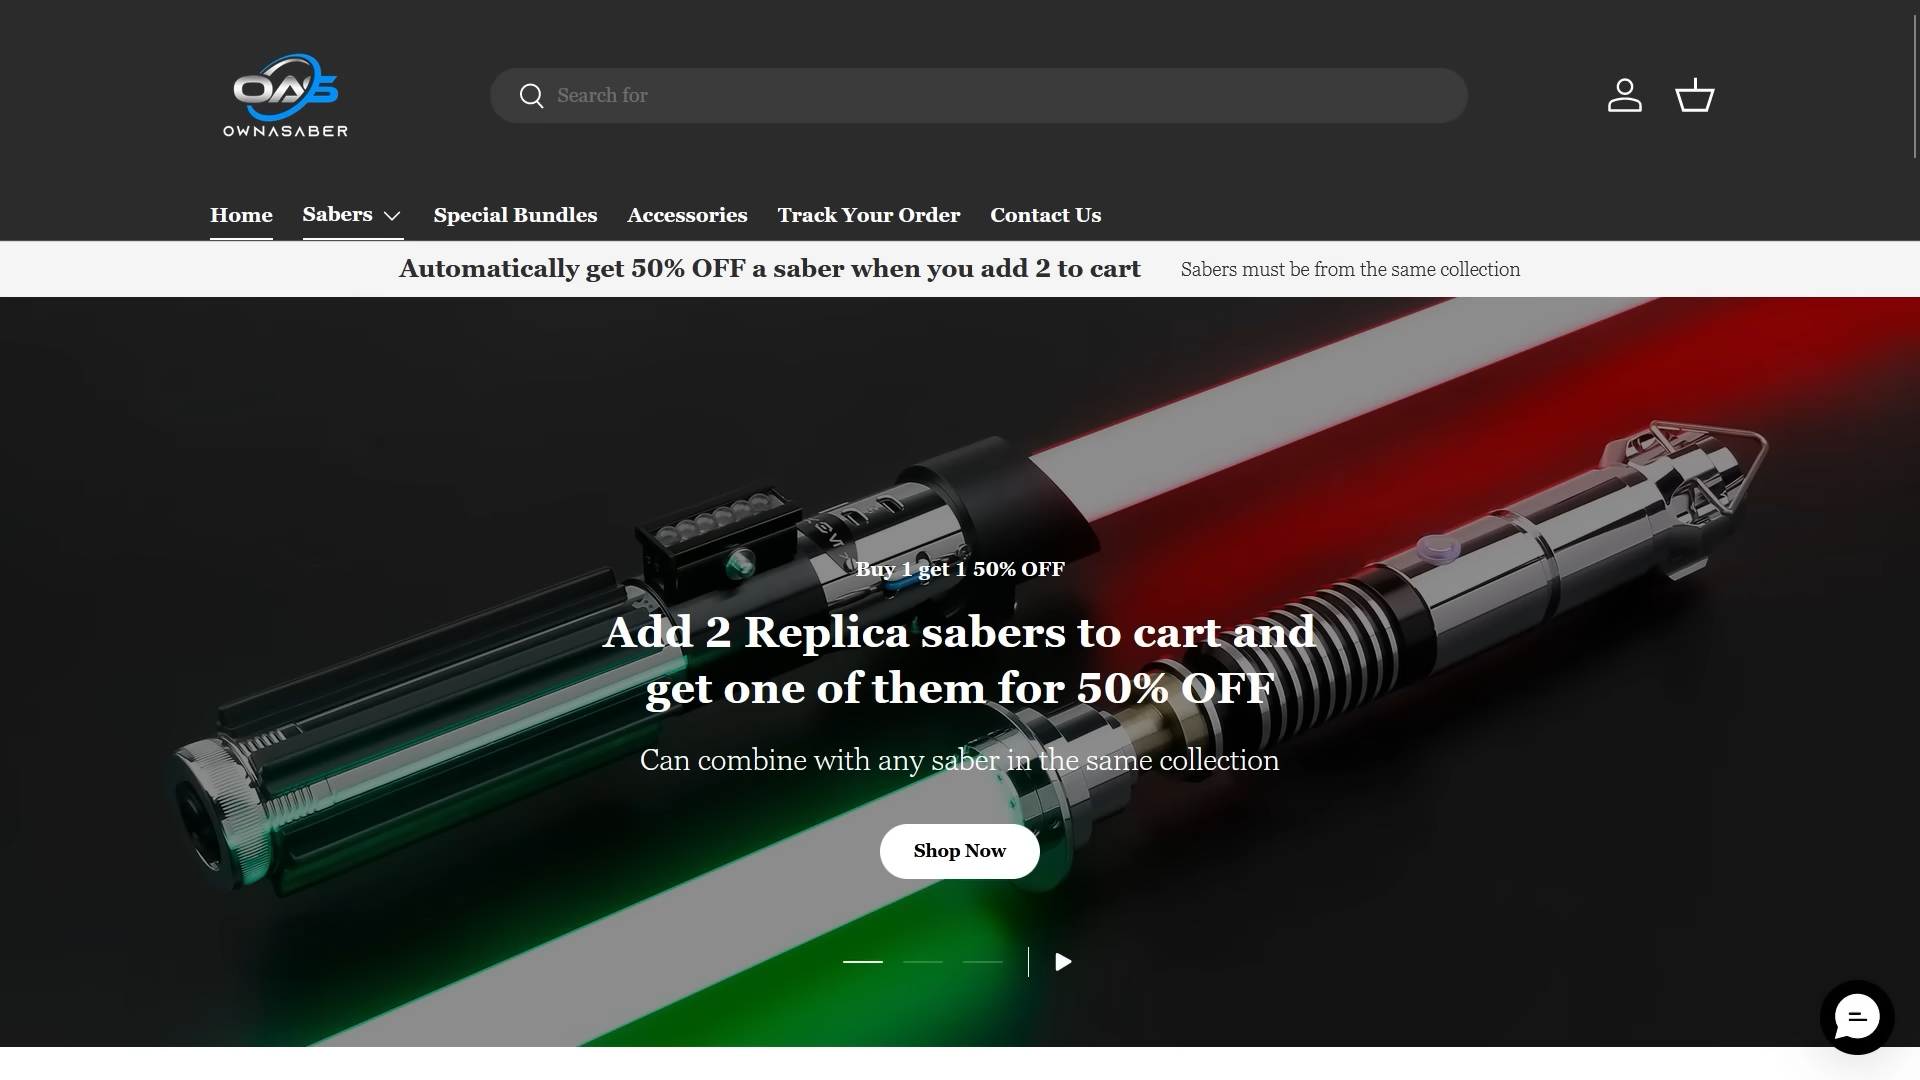 OAS
OWNASABER
Search for
Home
Sabers
Special Bundles
Accessories
Track Your Order
Contact Us
Automatically get 50% OFF a saber when you add 2 to cart
Sabers must be from the same collection
Buy 1 get 1 50% OFF
Add 2 Replica sabers to cart and
get one of them for 50% OFF
Can combine with any saber in the same collection
Shop Now